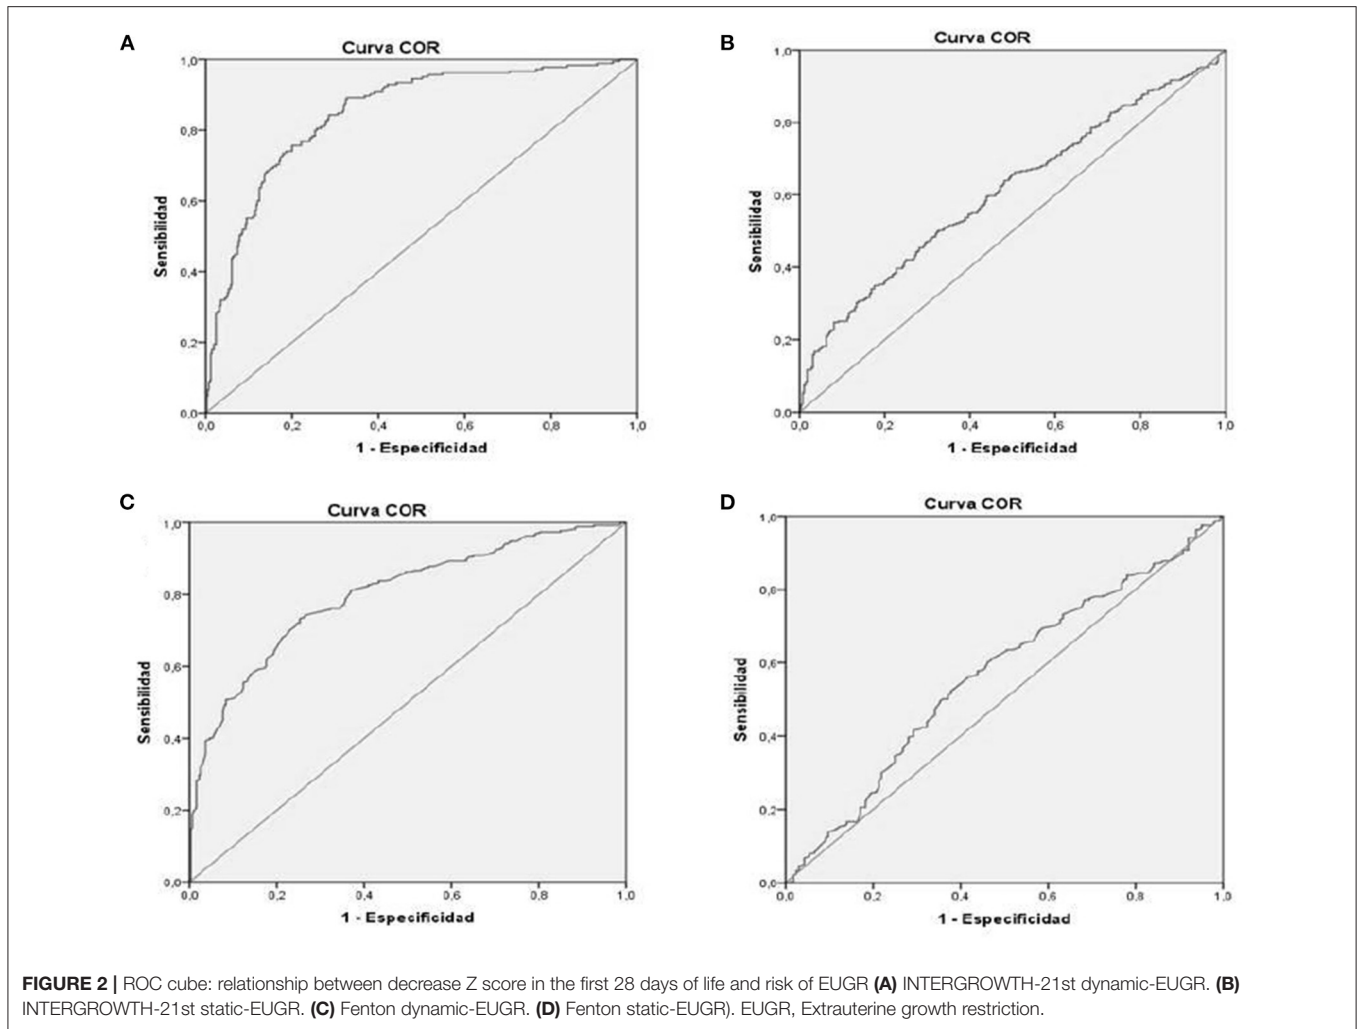 A
Curva COR
1,0
0,8
0,6
0,4
0,2
0,0
Sensibilidad
0,0 0,2 0,4 0,6 0,8 1,0
1 - Especificidad
B
Curva COR
1,0
0,8
0,6
0,4
0,2
0,0
Sensibilidad
0,0 0,2 0,4 0,6 0,8 1,0
1 - Especificidad
C
Curva COR
1,0
0,8
0,6
0,4
0,2
0,0
Sensibilidad
0,0 0,2 0,4 0,6 0,8 1,0
1 - Especificidad
D
Curva COR
1,0
0,8
0,6
0,4
0,2
0,0
Sensibilidad
0,0 0,2 0,4 0,6 0,8 1,0
1 - Especificidad
FIGURE 2 | ROC cube: relationship between decrease Z score in the first 28 days of life and risk of EUGR (A) INTERGROWTH-21st dynamic-EUGR. (B)
INTERGROWTH-21st static-EUGR. (C) Fenton dynamic-EUGR. (D) Fenton static-EUGR). EUGR, Extrauterine growth restriction.